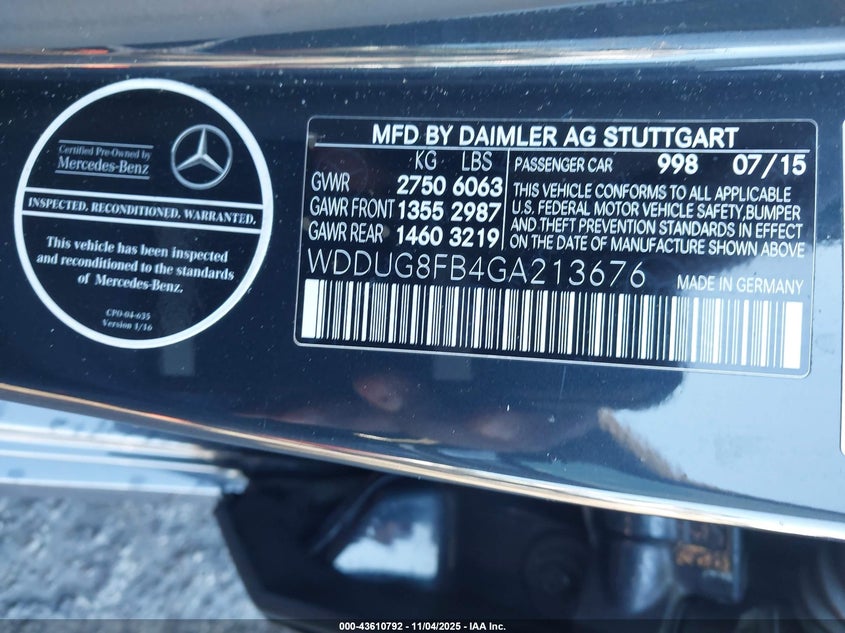 Certified Pre-Owned by
Mercedes-Benz
INSPECTED. RECONDITIONED. WARRANTED.
This vehicle has been inspected
and reconditioned to the standards
of Mercedes-Benz.
CPO-04-635
Version 1/16
MFD BY DAIMLER AG STUTTGART
KG LBS
GVWR 2750 6063
GAWR FRONT 1355 2987
GAWR REAR 1460 3219
PASSENGER CAR 998 07/15
THIS VEHICLE CONFORMS TO ALL APPLICABLE
U.S. FEDERAL MOTOR VEHICLE SAFETY,BUMPER
AND THEFT PREVENTION STANDARDS IN EFFECT
ON THE DATE OF MANUFACTURE SHOWN ABOVE
WDDUG8FB4GA213676 MADE IN GERMANY
000-43610792 - 11/04/2025 - IAA Inc.